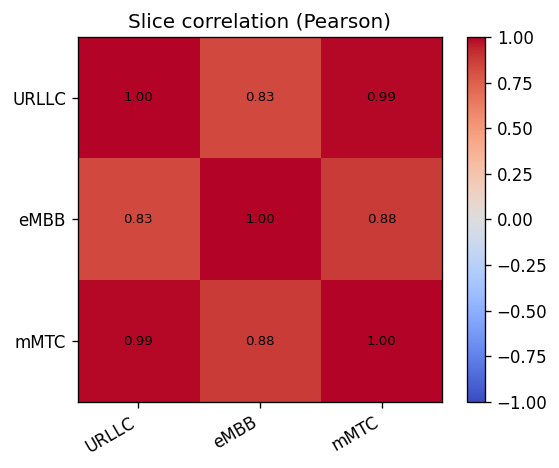 Slice correlation (Pearson)
URLLC 1.00 0.83 0.99
eMBB 0.83 1.00 0.88
mMTC 0.99 0.88 1.00
URLLC eMBB mMTC
1.00
0.75
0.50
0.25
0.00
−0.25
−0.50
−0.75
−1.00